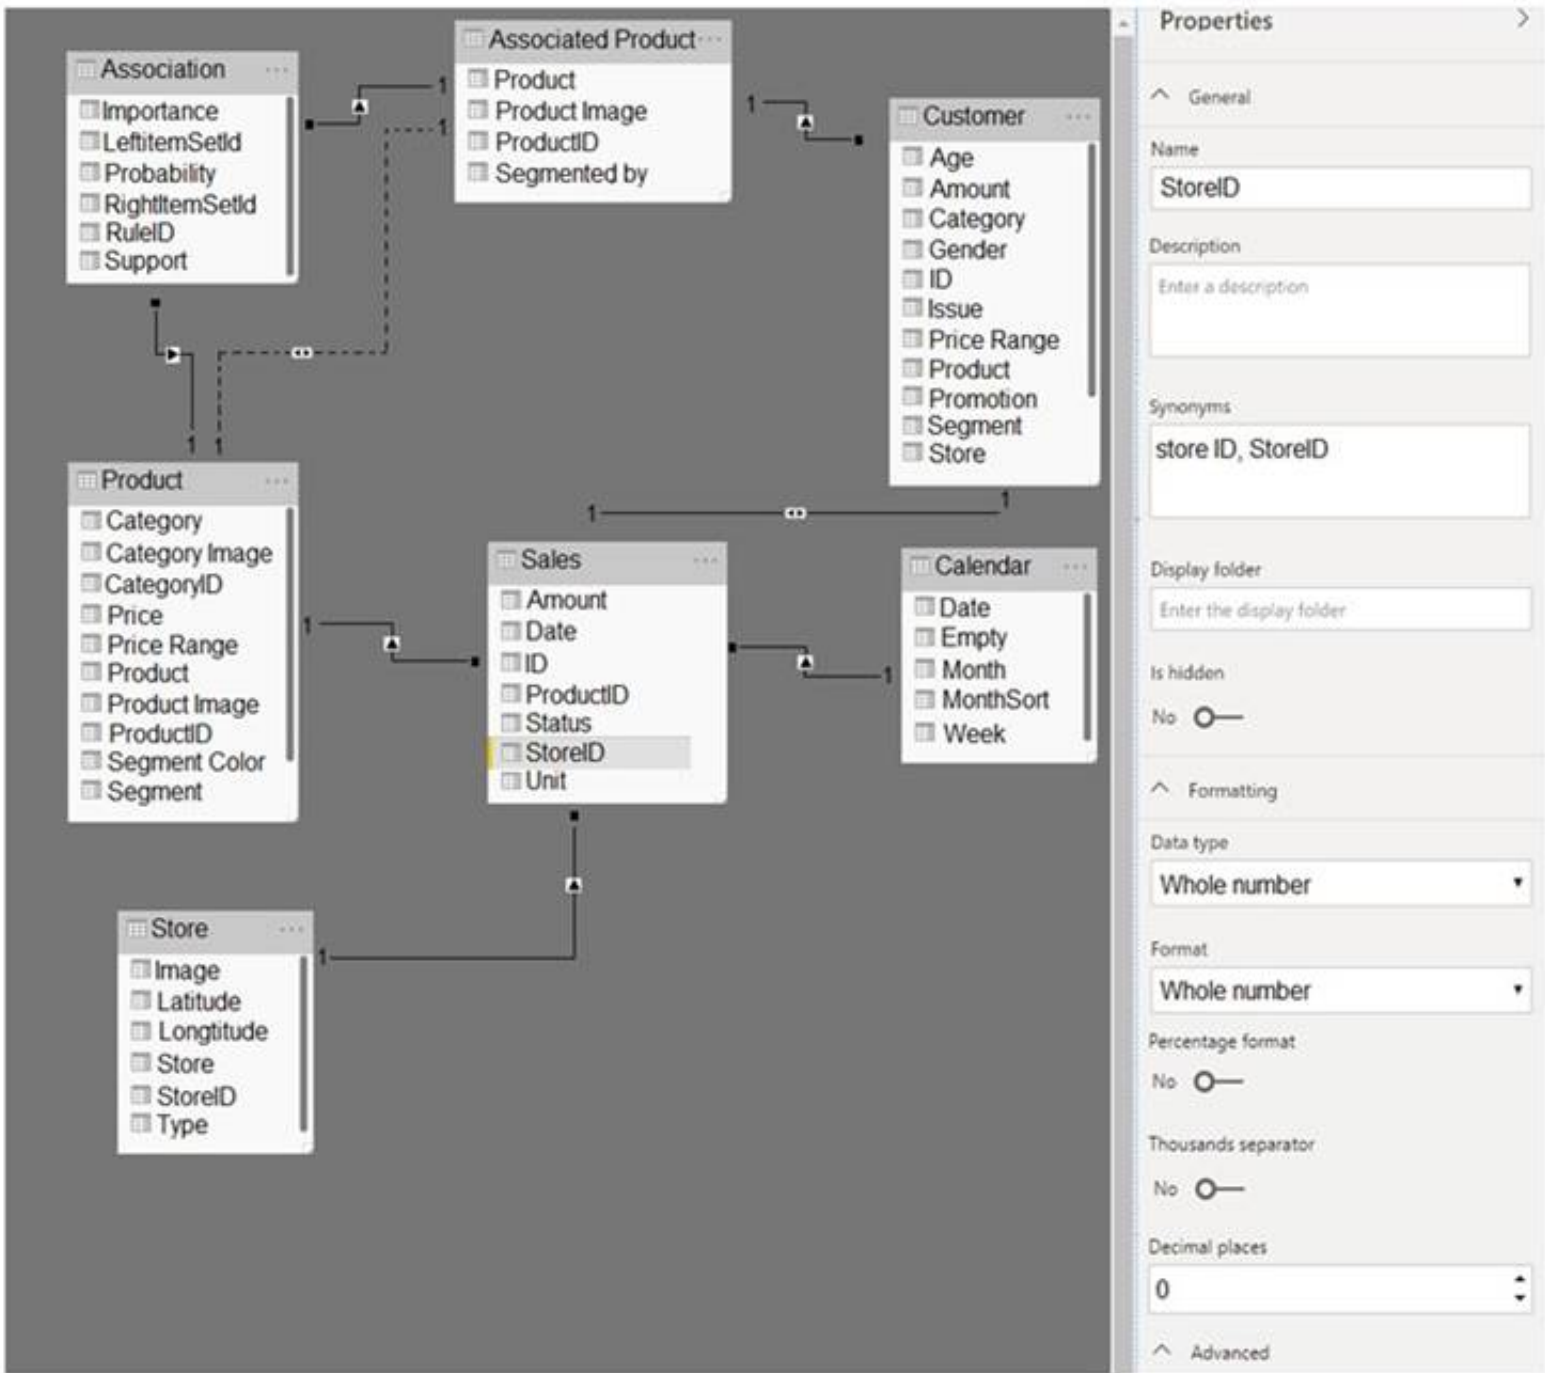 Association
Importance
LeftitemSetId
Probability
RightItemSetId
RuleID
Support
Associated Product
Product
Product Image
ProductID
Segmented by
Customer
Age
Amount
Category
Gender
ID
Issue
Price Range
Product
Promotion
Segment
Store
1
1
1
1
1
1
1
Product
Category
Category Image
CategoryID
Price
Price Range
Product
Product Image
ProductID
Segment Color
Segment
1
Sales
Amount
Date
ID
ProductID
Status
StoreID
Unit
1
Calendar
Date
Empty
Month
MonthSort
Week
Store
Image
Latitude
Longtitude
Store
StoreID
Type
1
Properties
General
Name
StoreID
Description
Enter a description
Synonyms
store ID, StoreID
Display folder
Enter the display folder
Is hidden
No
Formatting
Data type
Whole number
Format
Whole number
Percentage format
No
Thousands separator
No
Decimal places
0
Advanced